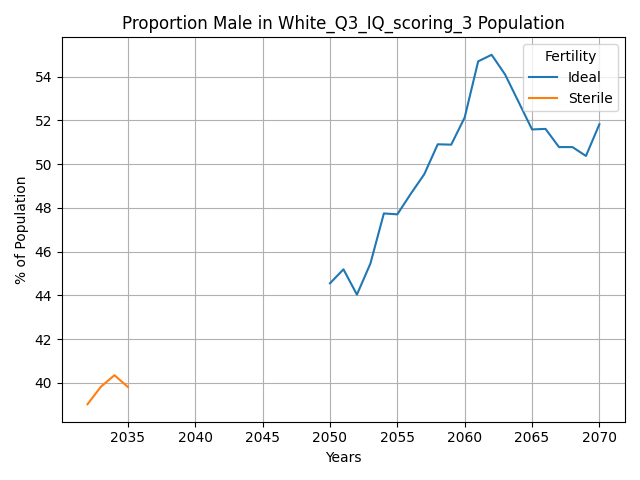 Proportion Male in White_Q3_IQ_scoring_3 Population
Fertility
Ideal
Sterile
% of Population
54
52
50
48
46
44
42
40
2035 2040 2045 2050 2055 2060 2065 2070
Years